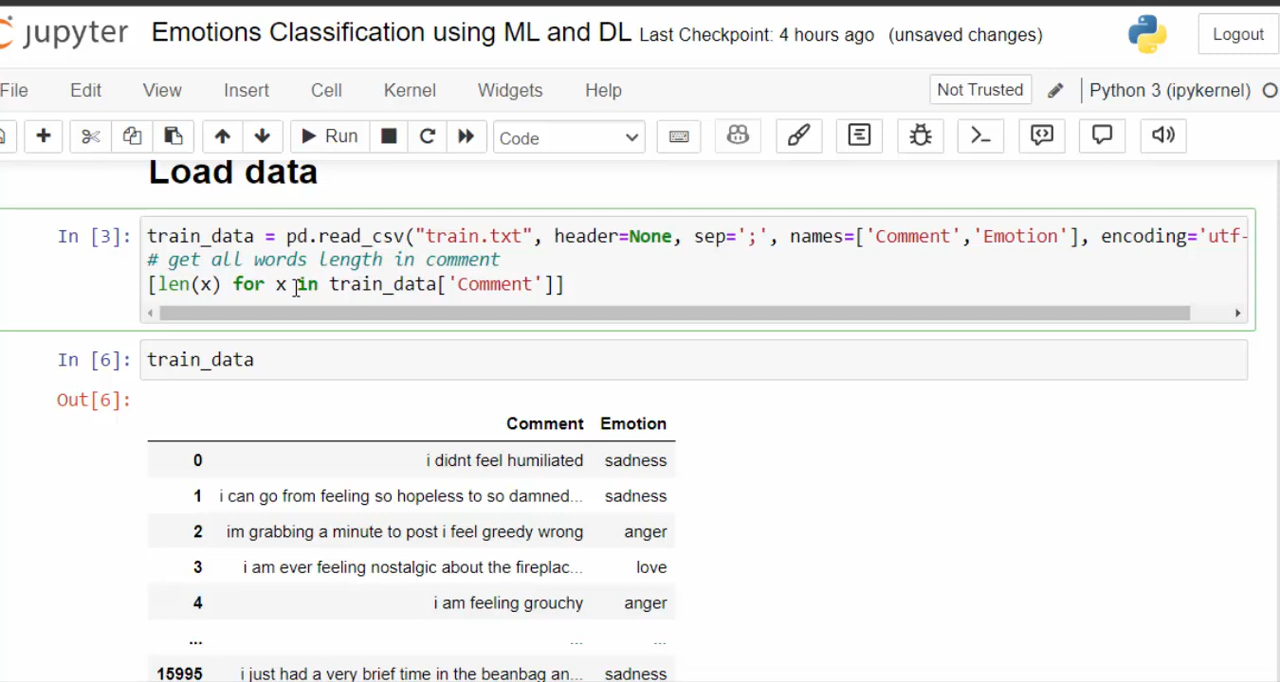 jupyter Emotions Classification using ML and DL Last Checkpoint: 4 hours ago (unsaved changes) Logout
File Edit View Insert Cell Kernel Widgets Help Not Trusted Python 3 (ipykernel)
Run Code
Load data
In [3]: train_data = pd.read_csv("train.txt", header=None, sep=';', names=['Comment','Emotion'], encoding='utf-
# get all words length in comment
[len(x) for x in train_data['Comment']]
In [6]: train_data
Out[6]:
Comment Emotion
0 i didnt feel humiliated sadness
1 i can go from feeling so hopeless to so damned... sadness
2 im grabbing a minute to post i feel greedy wrong anger
3 i am ever feeling nostalgic about the fireplac... love
4 i am feeling grouchy anger
... ... ...
15995 i just had a very brief time in the beanbag an... sadness